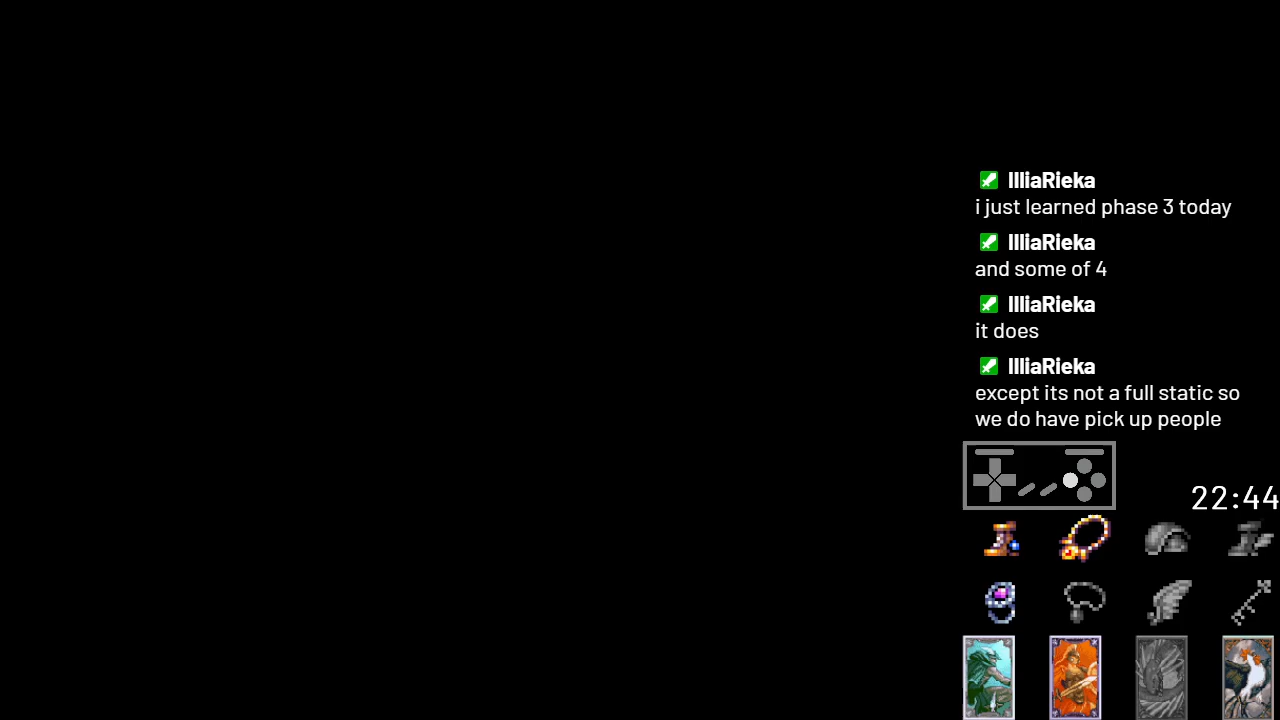 IlliaRieka
i just learned phase 3 today
IlliaRieka
and some of 4
IlliaRieka
it does
IlliaRieka
except its not a full static so
we do have pick up people
22:44